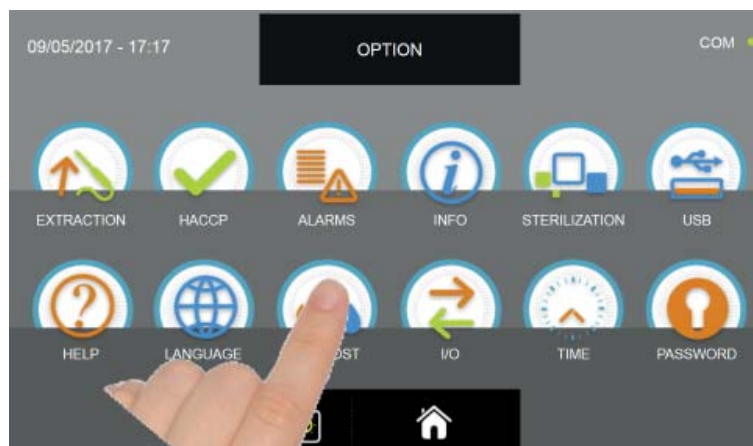 09/05/2017 - 17:17
OPTION
COM
EXTRACTION
HACCP
ALARMS
INFO
STERILIZATION
USB
HELP
LANGUAGE
I/O
TIME
PASSWORD